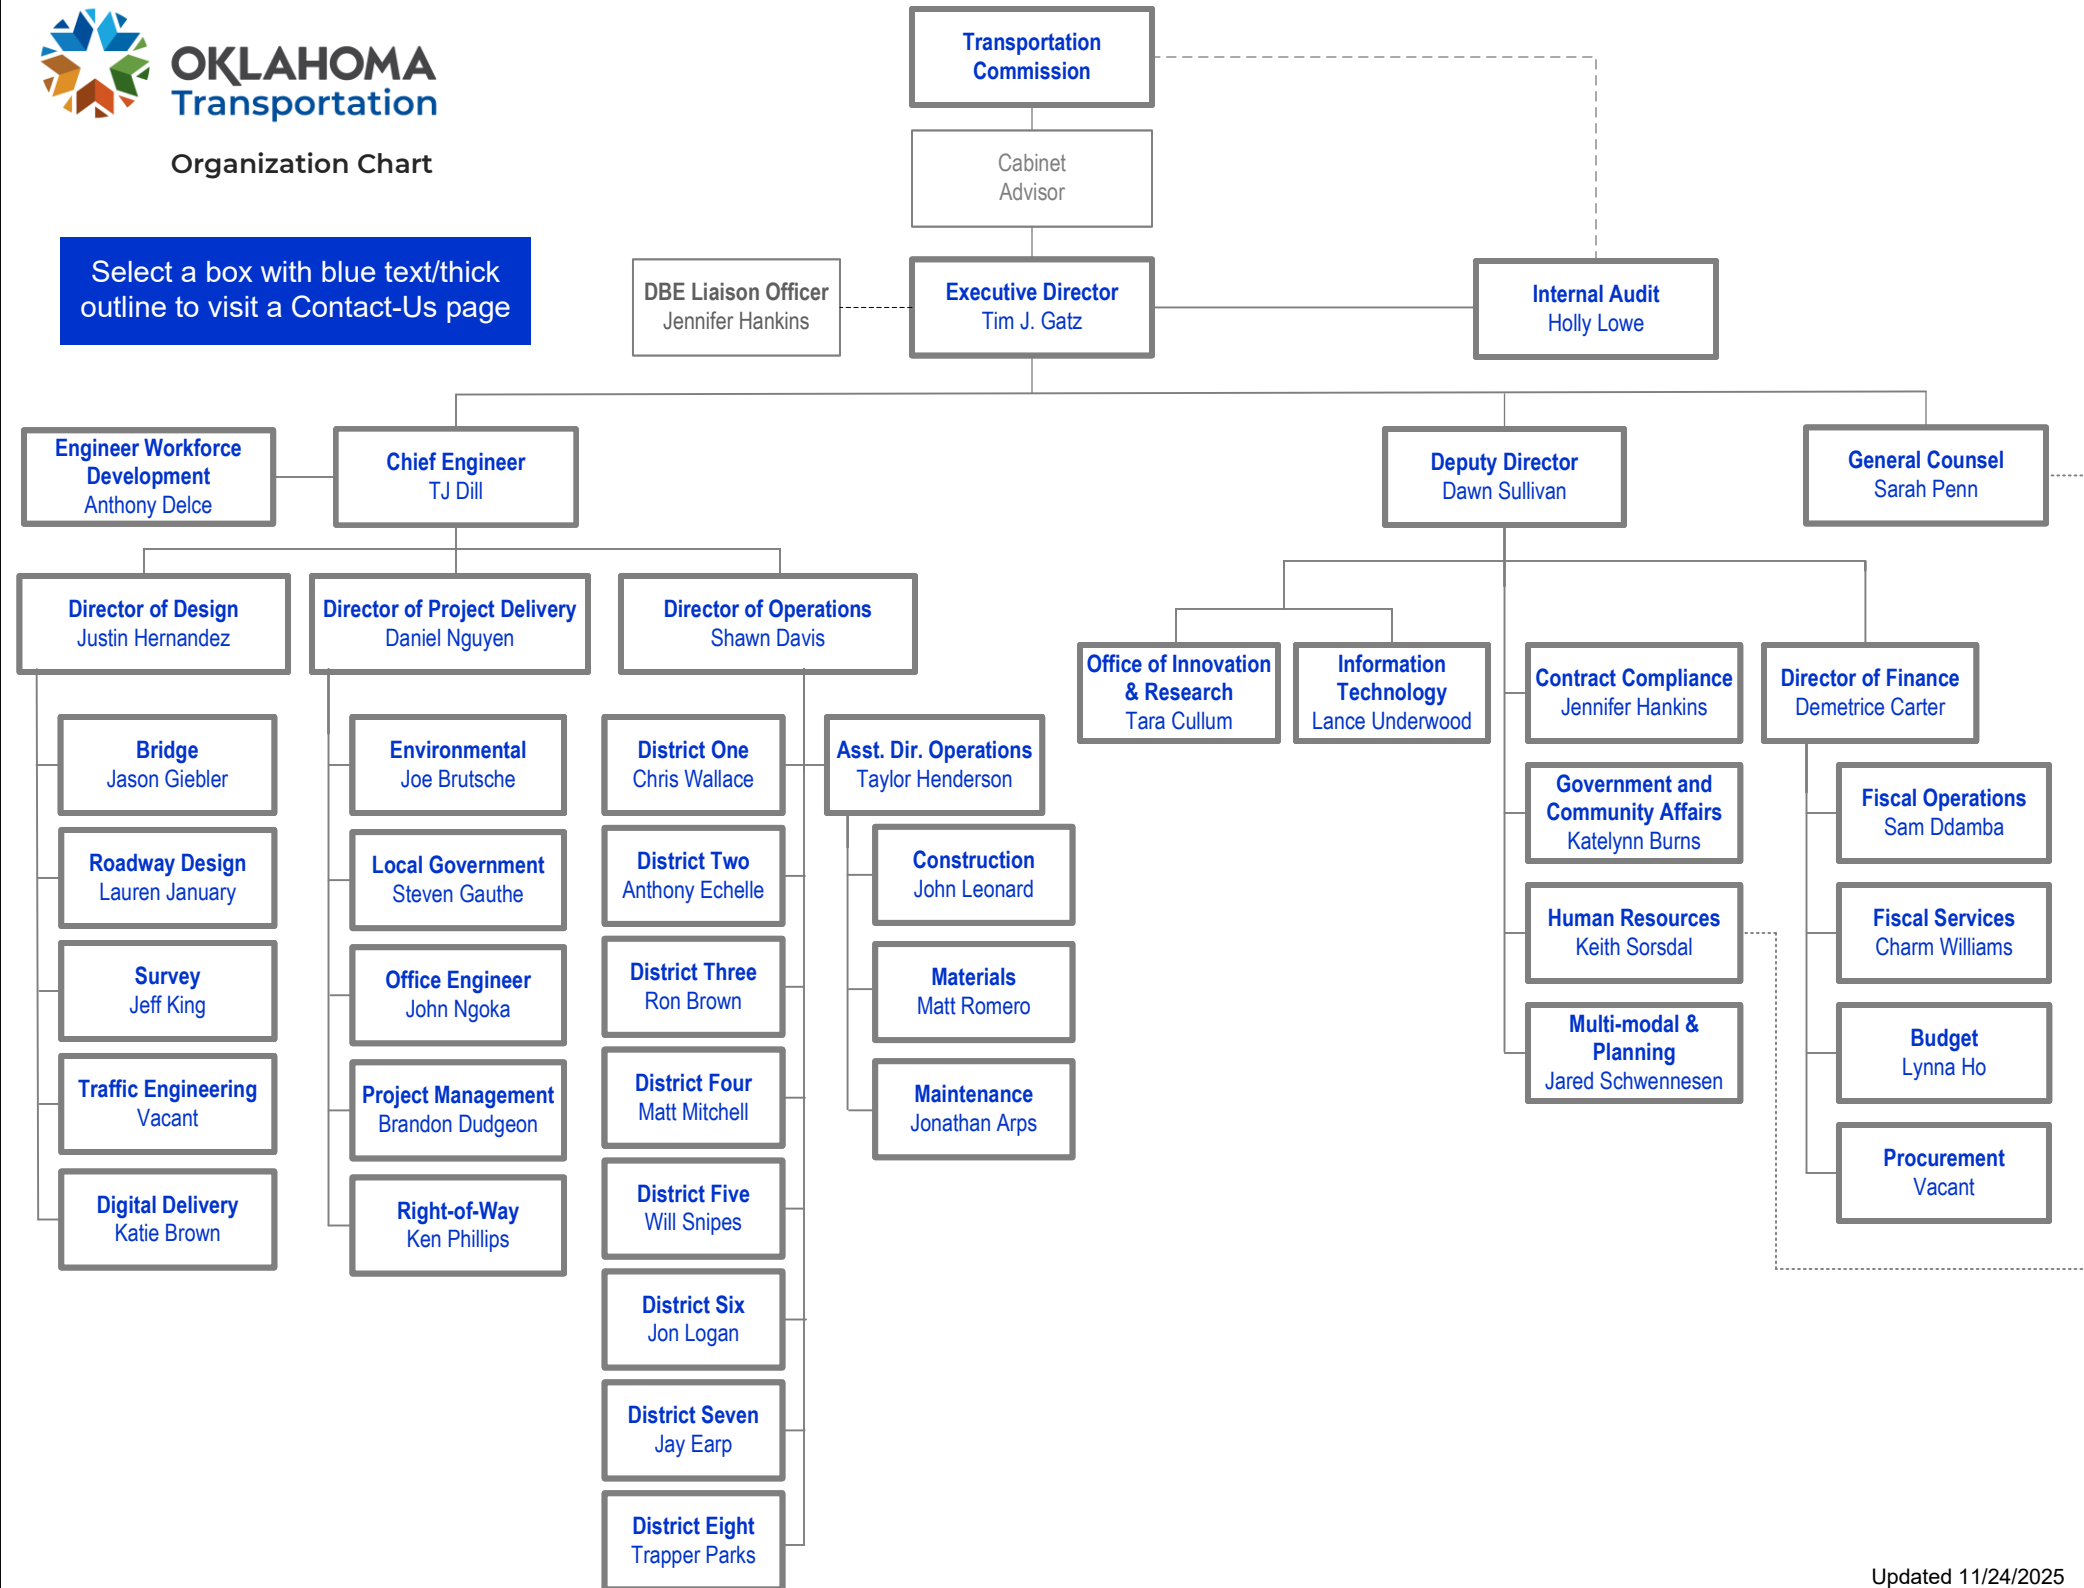 OKLAHOMA
Transportation
Organization Chart
Select a box with blue text/thick
outline to visit a Contact-Us page
Transportation
Commission
Cabinet
Advisor
DBE Liaison Officer
Jennifer Hankins
Executive Director
Tim J. Gatz
Internal Audit
Holly Lowe
Engineer Workforce
Development
Anthony Delce
Chief Engineer
TJ Dill
Deputy Director
Dawn Sullivan
General Counsel
Sarah Penn
Director of Design
Justin Hernandez
Director of Project Delivery
Daniel Nguyen
Director of Operations
Shawn Davis
Office of Innovation
& Research
Tara Cullum
Information
Technology
Lance Underwood
Contract Compliance
Jennifer Hankins
Director of Finance
Demetrice Carter
Bridge
Jason Giebler
Roadway Design
Lauren January
Survey
Jeff King
Traffic Engineering
Vacant
Digital Delivery
Katie Brown
Environmental
Joe Brutsche
Local Government
Steven Gauthe
Office Engineer
John Ngoka
Project Management
Brandon Dudgeon
Right-of-Way
Ken Phillips
District One
Chris Wallace
District Two
Anthony Echelle
District Three
Ron Brown
District Four
Matt Mitchell
District Five
Will Snipes
District Six
Jon Logan
District Seven
Jay Earp
District Eight
Trapper Parks
Asst. Dir. Operations
Taylor Henderson
Construction
John Leonard
Materials
Matt Romero
Maintenance
Jonathan Arps
Government and
Community Affairs
Katelynn Burns
Human Resources
Keith Sorsdal
Multi-modal &
Planning
Jared Schwennesen
Fiscal Operations
Sam Ddamba
Fiscal Services
Charm Williams
Budget
Lynna Ho
Procurement
Vacant
Updated 11/24/2025